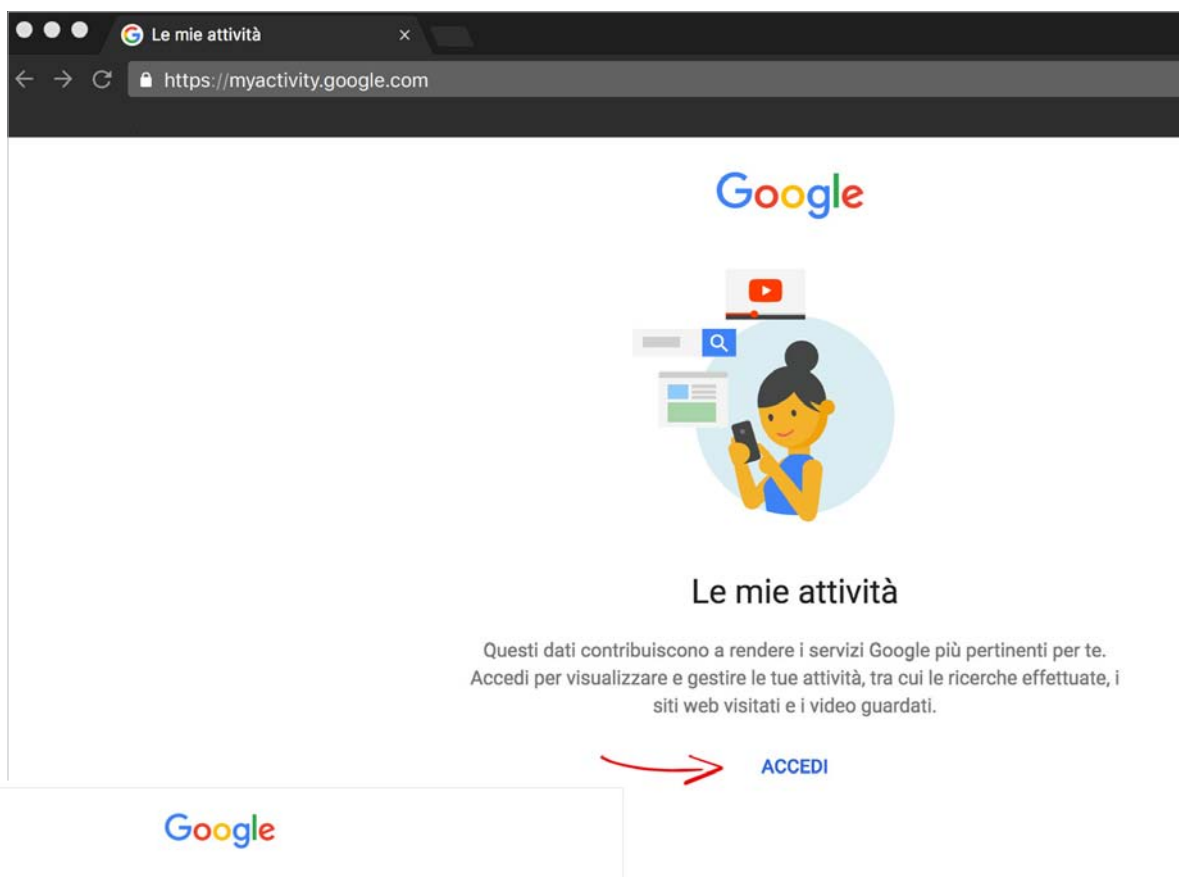 Le mie attività
https://myactivity.google.com
Google
Le mie attività
Questi dati contribuiscono a rendere i servizi Google più pertinenti per te.
Accedi per visualizzare e gestire le tue attività, tra cui le ricerche effettuate, i
siti web visitati e i video guardati.
ACCEDI
Google